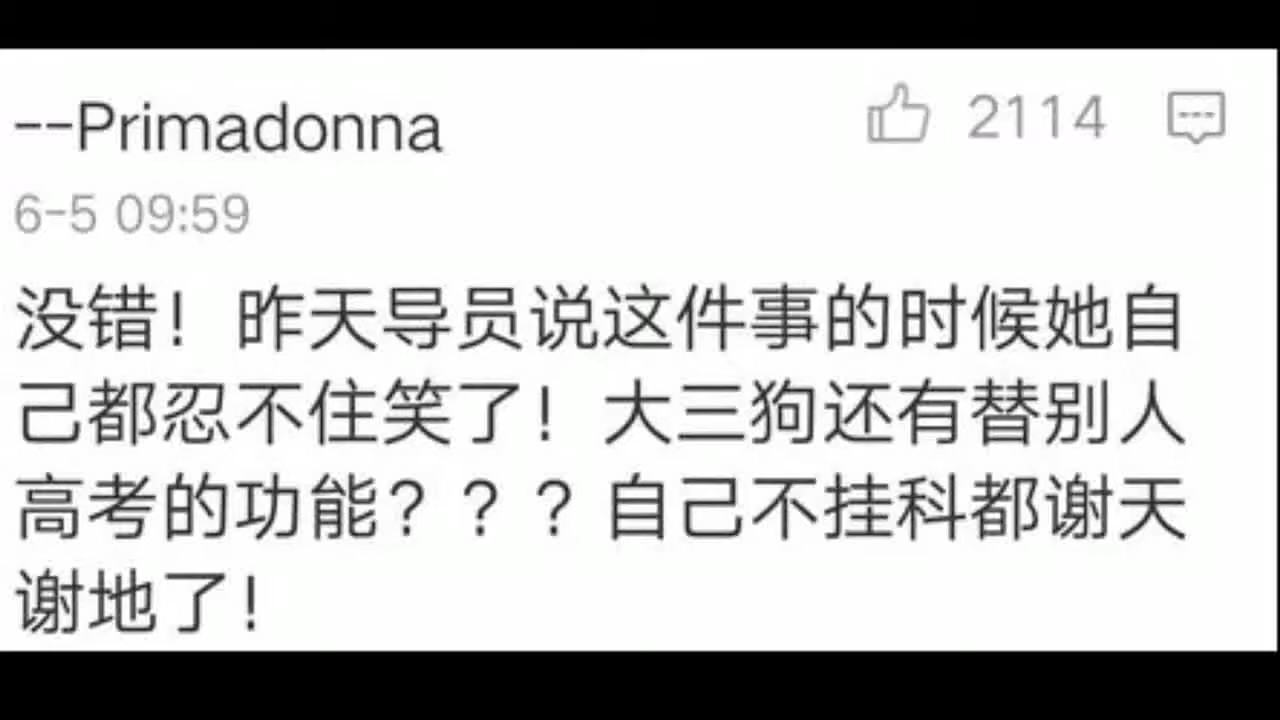 --Primadonna
2114
6-5 09:59
没错！昨天导员说这件事的时候她自
己都忍不住笑了！大三狗还有替别人
高考的功能？？？自己不挂科都谢天
谢地了！